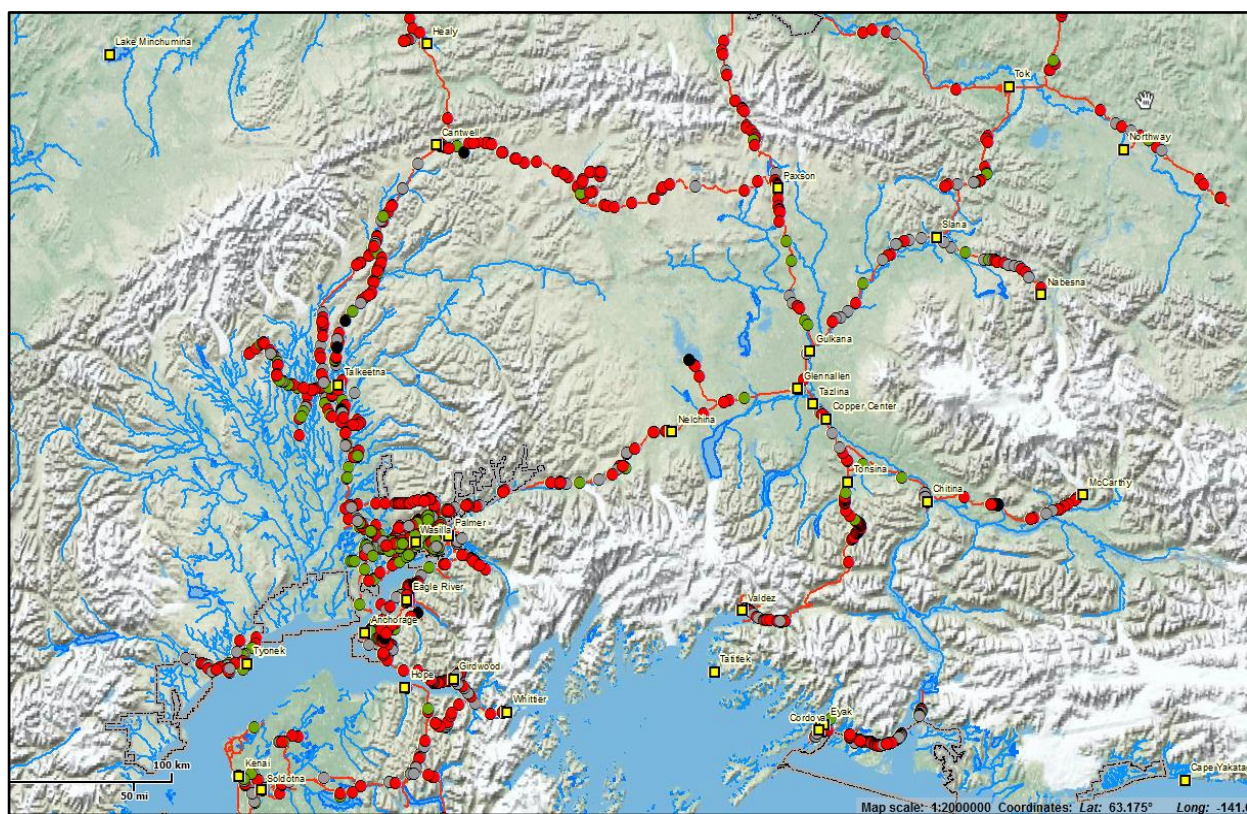 Lake Minchumina
Healy
Tok
Northway
Cantwell
Paxson
Slana
Nabesna
Gulkana
Talkeetna
Glennallen
Tazlina
Copper Center
Nelchina
Tonsina
Chitina
McCarthy
Palmer
Wasilla
Eagle River
Valdez
Anchorage
Tyonek
Girdwood
Tatitlek
Hope
Whittier
Eyak
Cordova
100 km
Kenai
Soldotna
50 mi
Cape Yakata
Map scale: 1:2000000 Coordinates: Lat: 63.175° Long: -141.0